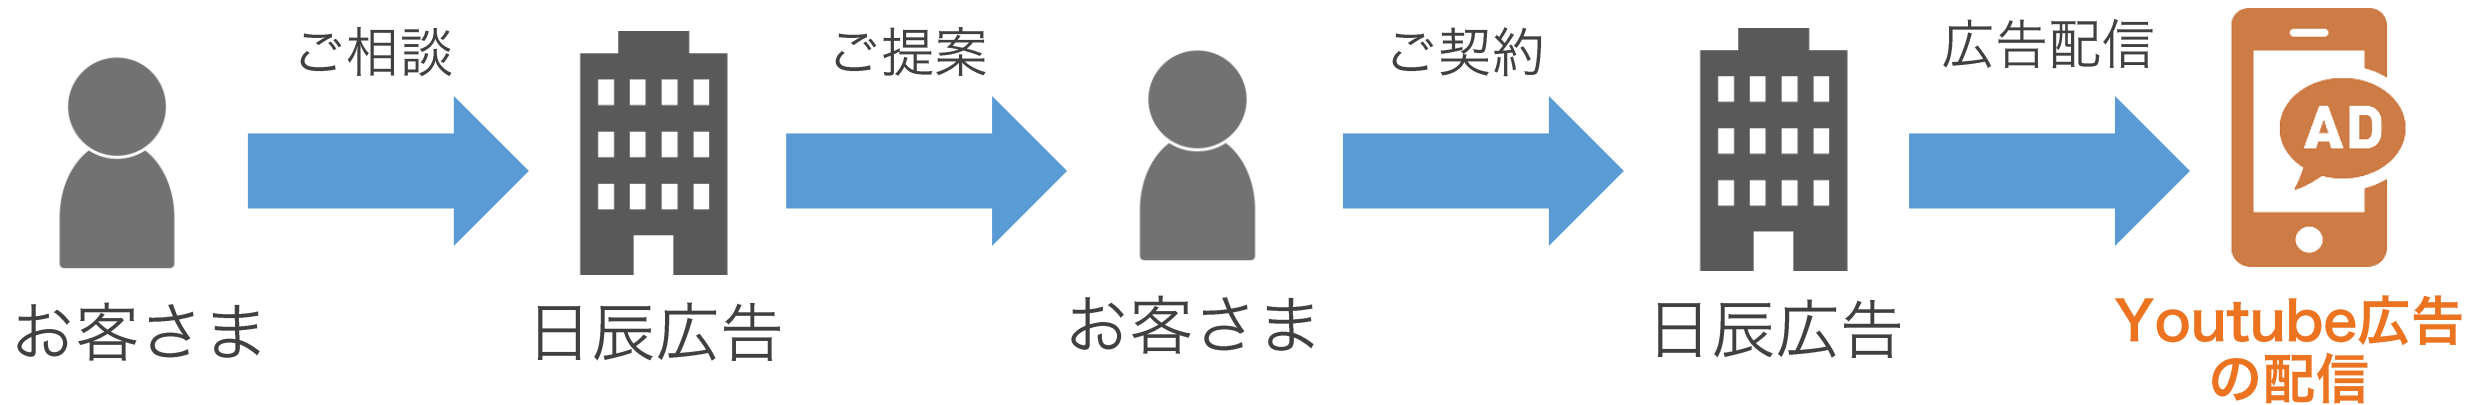 ご相談
ご提案
ご契約
広告配信
AD
お客さま
日辰広告
お客さま
日辰広告
Youtube広告
の配信